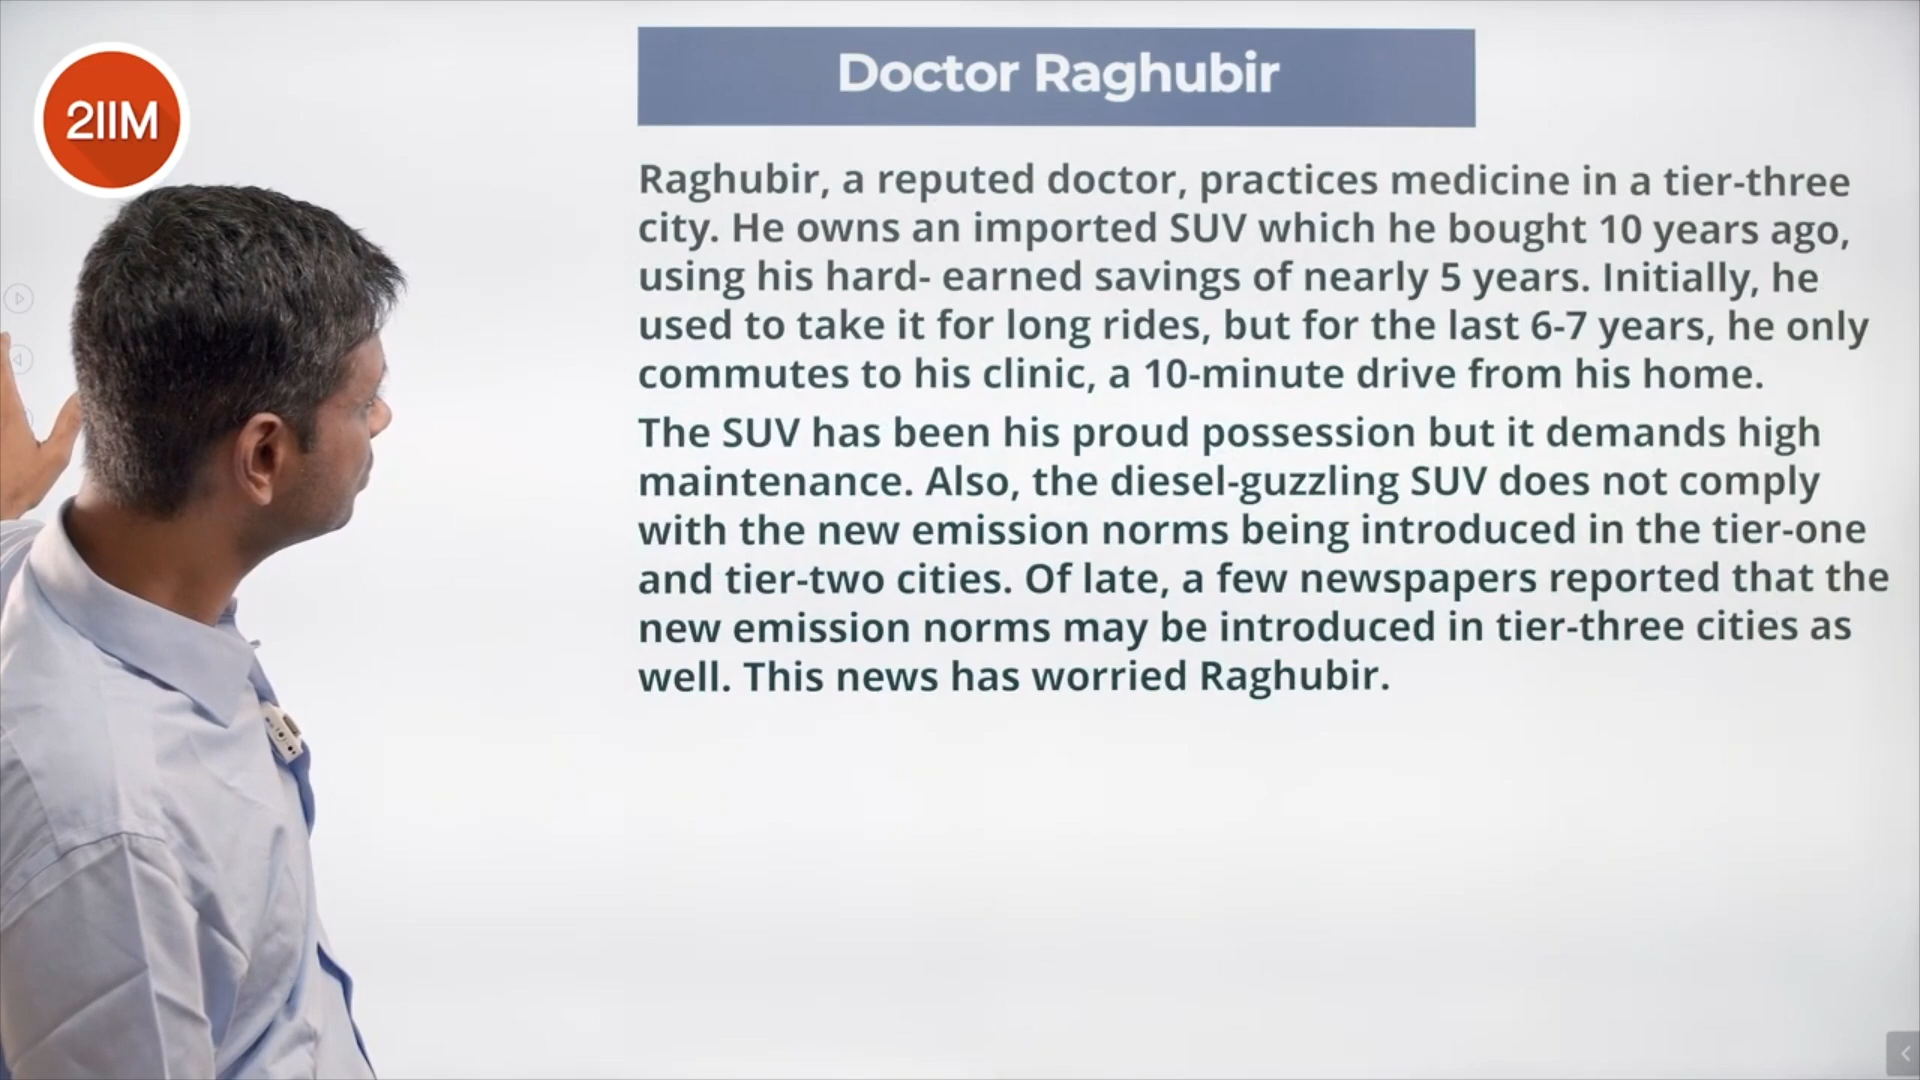 2IIM
Doctor Raghubir
Raghubir, a reputed doctor, practices medicine in a tier-three
city. He owns an imported SUV which he bought 10 years ago,
using his hard- earned savings of nearly 5 years. Initially, he
used to take it for long rides, but for the last 6-7 years, he only
commutes to his clinic, a 10-minute drive from his home.
The SUV has been his proud possession but it demands high
maintenance. Also, the diesel-guzzling SUV does not comply
with the new emission norms being introduced in the tier-one
and tier-two cities. Of late, a few newspapers reported that the
new emission norms may be introduced in tier-three cities as
well. This news has worried Raghubir.